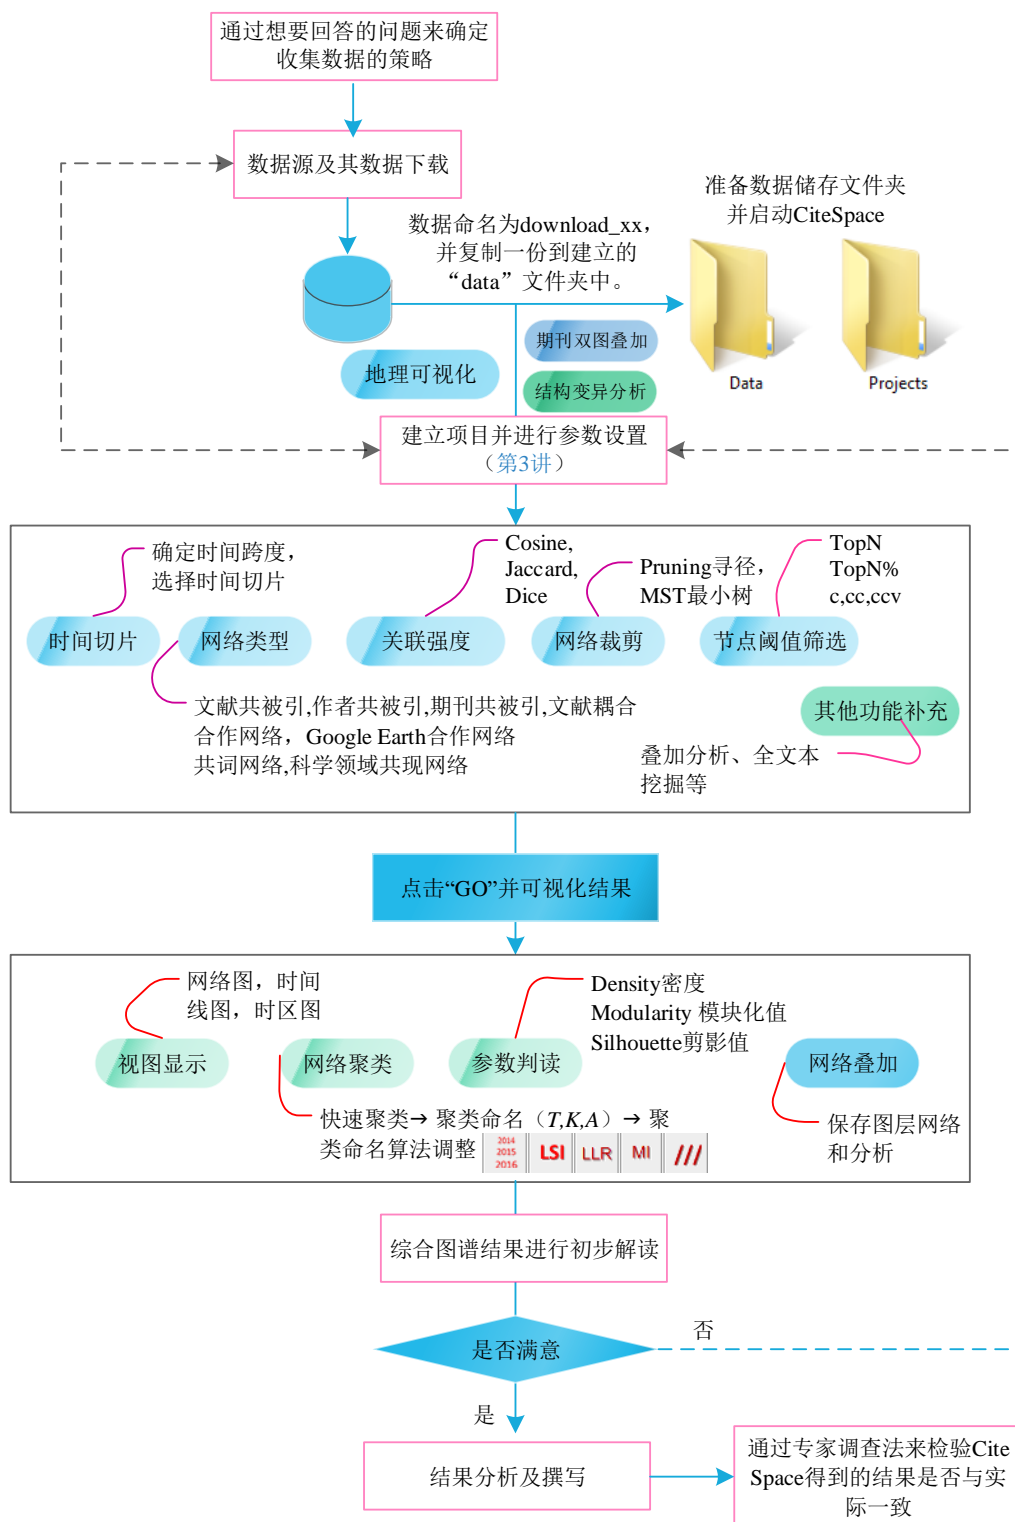 通过想要回答的问题来确定
收集数据的策略
数据源及其数据下载
准备数据储存文件夹
并启动CiteSpace
数据命名为download_xx，
并复制一份到建立的
“data”文件夹中。
期刊双图叠加
地理可视化
结构变异分析
Data
Projects
建立项目并进行参数设置
（第3讲）
确定时间跨度，
选择时间切片
Cosine,
Jaccard,
Dice
Pruning寻径，
MST最小树
TopN
TopN%
c,cc,ccv
时间切片
网络类型
关联强度
网络裁剪
节点阈值筛选
文献共被引,作者共被引,期刊共被引,文献耦合
合作网络，Google Earth合作网络
共词网络,科学领域共现网络
其他功能补充
叠加分析、全文本
挖掘等
点击“GO”并可视化结果
网络图，时间
线图，时区图
Density密度
Modularity 模块化值
Silhouette剪影值
视图显示
网络聚类
参数判读
网络叠加
快速聚类→ 聚类命名（T,K,A）→ 聚
类命名算法调整
2014
2015
2016
LSI
LLR
MI
保存图层网络
和分析
综合图谱结果进行初步解读
是否满意
否
是
结果分析及撰写
通过专家调查法来检验Cite
Space得到的结果是否与实
际一致